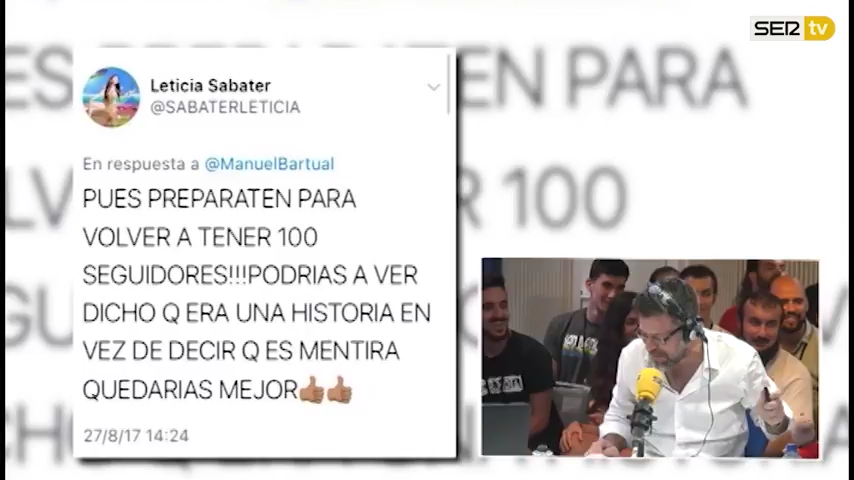 SER tv
Leticia Sabater
@SABATERLETICIA
En respuesta a @ManuelBartual
PUES PREPARATEN PARA
VOLVER A TENER 100
SEGUIDORES!!!PODRIAS A VER
DICHO Q ERA UNA HISTORIA EN
VEZ DE DECIR Q ES MENTIRA
QUEDARIAS MEJOR👍🏽👍🏽
27/8/17 14:24